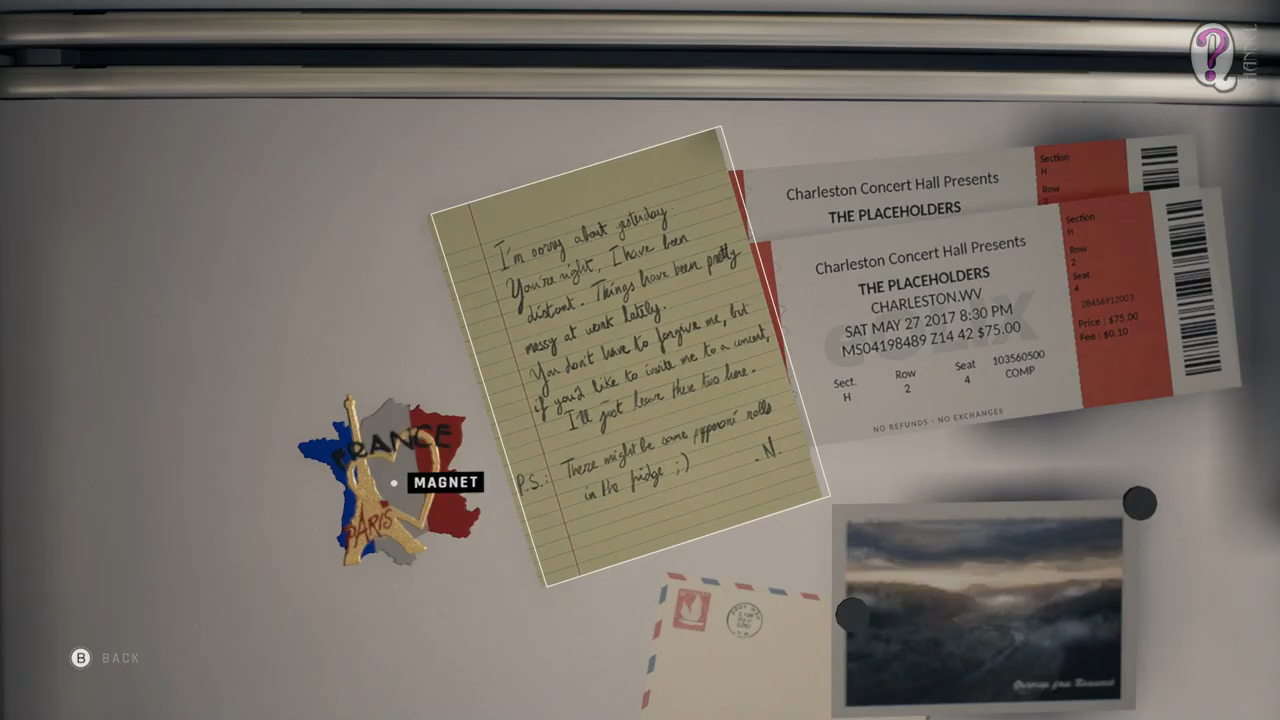 FRANCE
PARIS
MAGNET
I'm sorry about yesterday.
You're right, I have been
distant. Things have been pretty
messy at work lately.
You don't have to forgive me, but
if you'd like to invite me to a concert,
I'll just leave these two here.
P.S.: There might be some pepperoni rolls
in the fridge ;)
- N.
Charleston Concert Hall Presents
THE PLACEHOLDERS
Section
H
Row
2
Charleston Concert Hall Presents
THE PLACEHOLDERS
CHARLESTON.WV
SAT MAY 27 2017 8:30 PM
MS04198489 Z14 42 $75.00
Sect.
H
Row
2
Seat
4
103560500
COMP
NO REFUNDS - NO EXCHANGES
Section
H
Row
2
Seat
4
28456912003
Price : $75.00
Fee : $0.10
from
B BACK